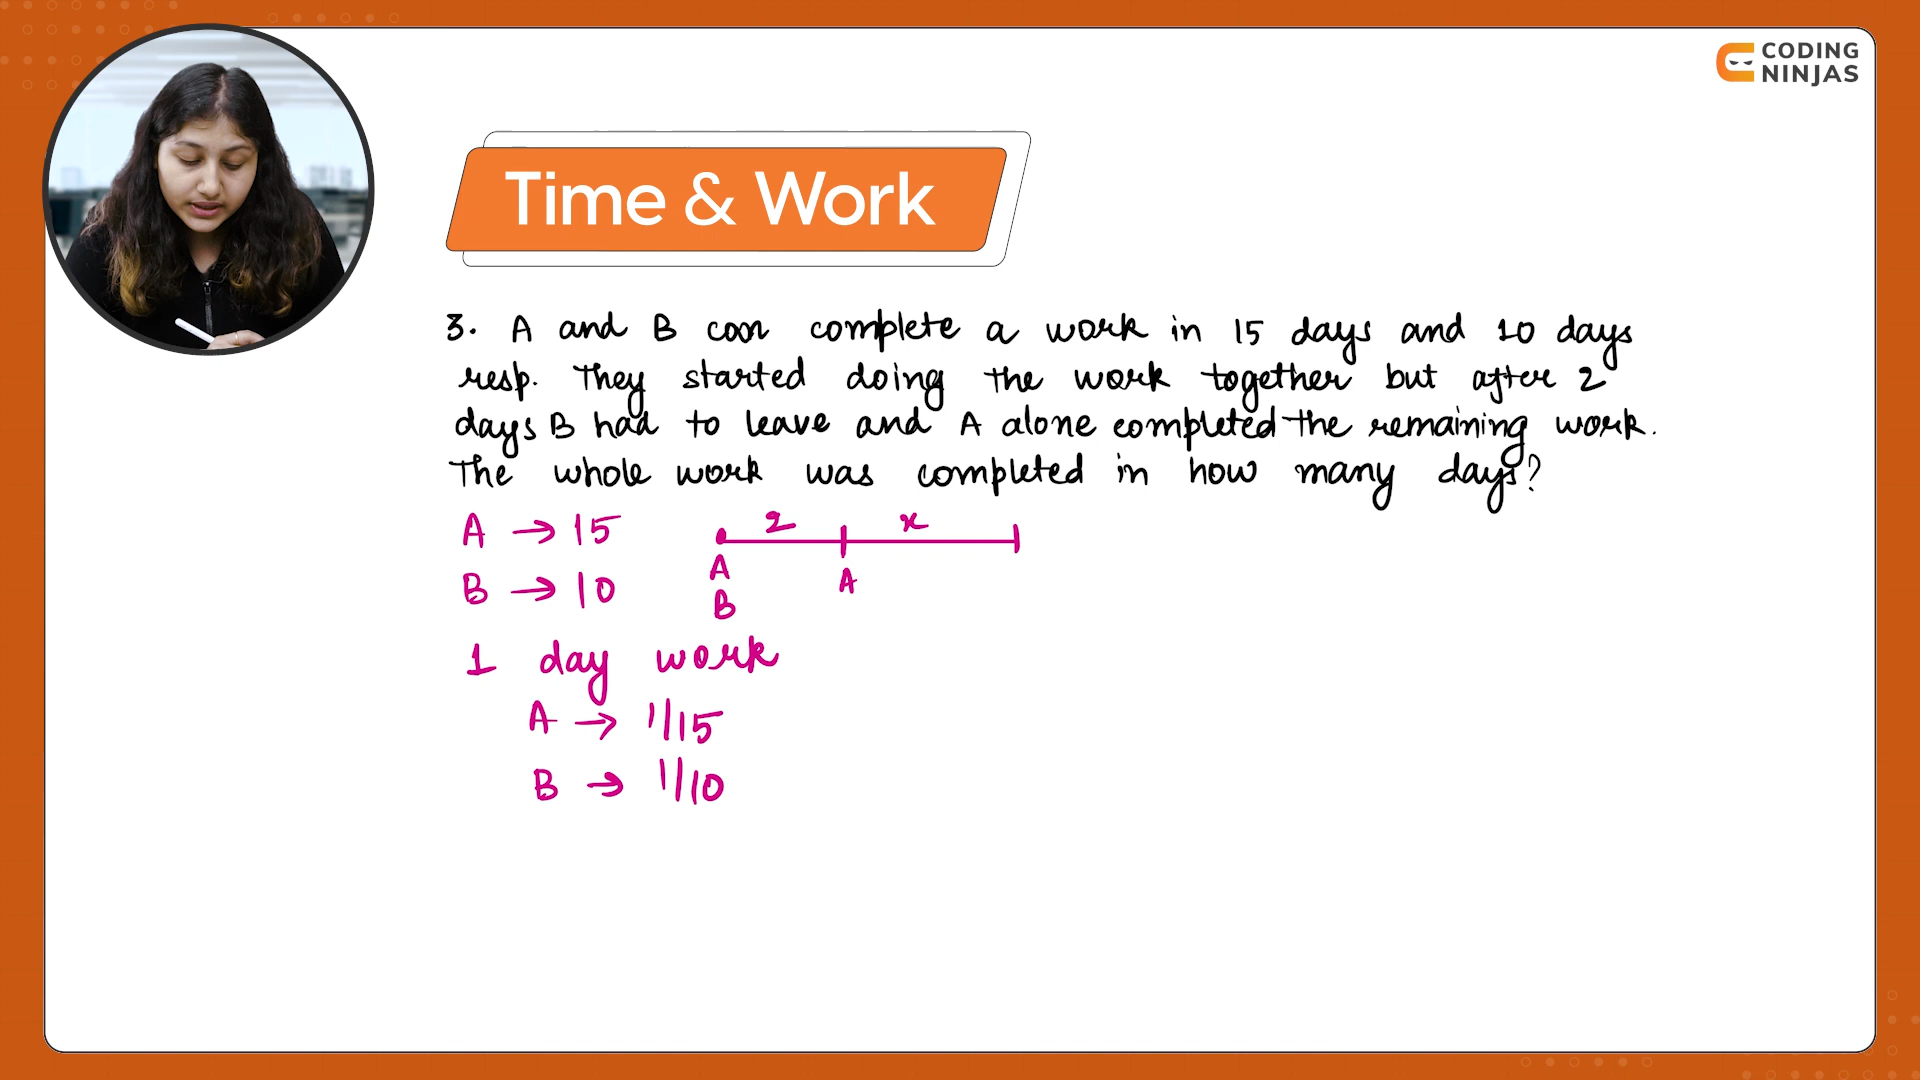 CODING
NINJAS
Time & Work
3. A and B can complete a work in 15 days and 10 days
resp. They started doing the work together but after 2
days B had to leave and A alone completed the remaining work.
The whole work was completed in how many days?
A → 15
B → 10
2 x
A A
B
1 day work
A → 1/15
B → 1/10